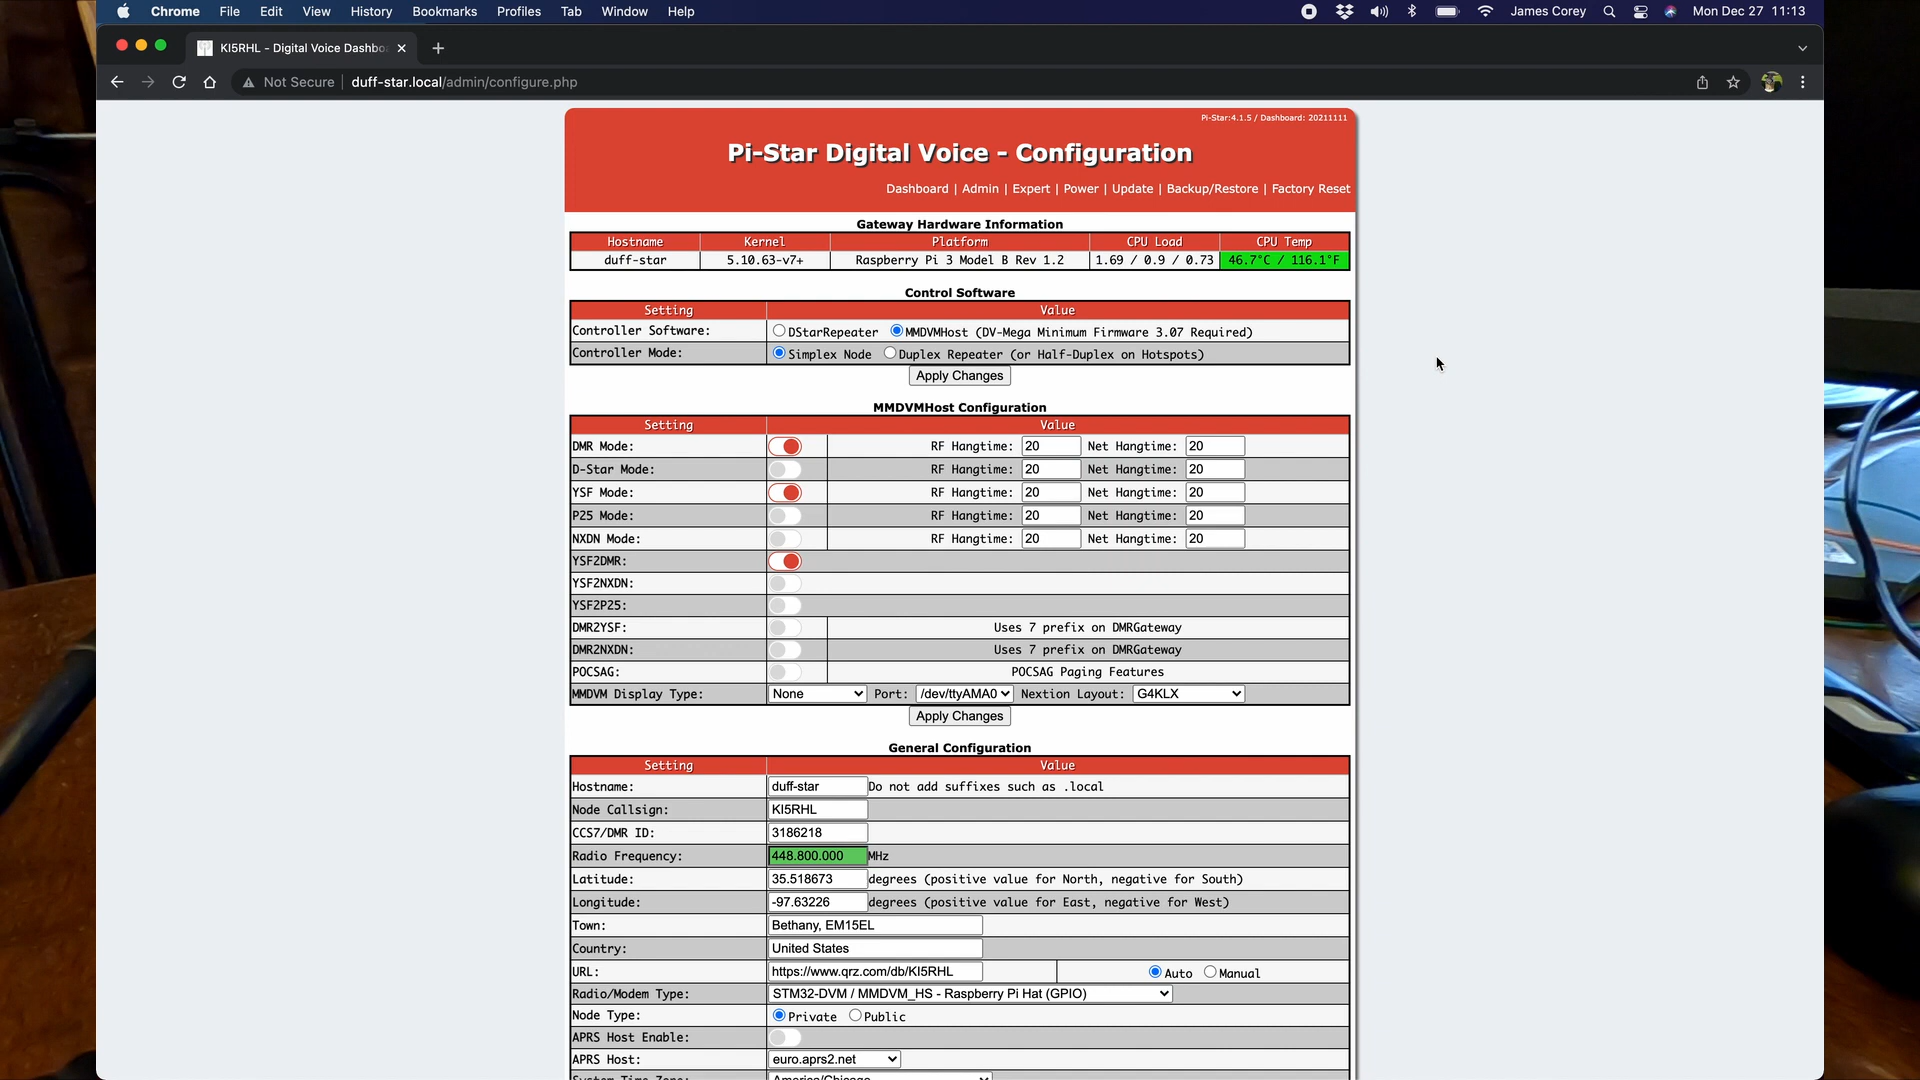 Chrome File Edit View History Bookmarks Profiles Tab Window Help James Corey Mon Dec 27 11:13
KI5RHL - Digital Voice Dashbo
Not Secure duff-star.local/admin/configure.php
Pi-Star:4.1.5 / Dashboard: 20211111
Pi-Star Digital Voice - Configuration
Dashboard | Admin | Expert | Power | Update | Backup/Restore | Factory Reset
Gateway Hardware Information
Hostname Kernel Platform CPU Load CPU Temp
duff-star 5.10.63-v7+ Raspberry Pi 3 Model B Rev 1.2 1.69 / 0.9 / 0.73 46.7°C / 116.1°F
Control Software
Setting Value
Controller Software: DStarRepeater MMDVMHost (DV-Mega Minimum Firmware 3.07 Required)
Controller Mode: Simplex Node Duplex Repeater (or Half-Duplex on Hotspots)
Apply Changes
MMDVMHost Configuration
Setting Value
DMR Mode: RF Hangtime: 20 Net Hangtime: 20
D-Star Mode: RF Hangtime: 20 Net Hangtime: 20
YSF Mode: RF Hangtime: 20 Net Hangtime: 20
P25 Mode: RF Hangtime: 20 Net Hangtime: 20
NXDN Mode: RF Hangtime: 20 Net Hangtime: 20
YSF2DMR:
YSF2NXDN:
YSF2P25:
DMR2YSF: Uses 7 prefix on DMRGateway
DMR2NXDN: Uses 7 prefix on DMRGateway
POCSAG: POCSAG Paging Features
MMDVM Display Type: None Port: /dev/ttyAMA0 Nextion Layout: G4KLX
Apply Changes
General Configuration
Setting Value
Hostname: duff-star Do not add suffixes such as .local
Node Callsign: KI5RHL
CCS7/DMR ID: 3186218
Radio Frequency: 448.800.000 MHz
Latitude: 35.518673 degrees (positive value for North, negative for South)
Longitude: -97.63226 degrees (positive value for East, negative for West)
Town: Bethany, EM15EL
Country: United States
URL: https://www.qrz.com/db/KI5RHL Auto Manual
Radio/Modem Type: STM32-DVM / MMDVM_HS - Raspberry Pi Hat (GPIO)
Node Type: Private Public
APRS Host Enable:
APRS Host: euro.aprs2.net
System Time Zone: America/Chicago